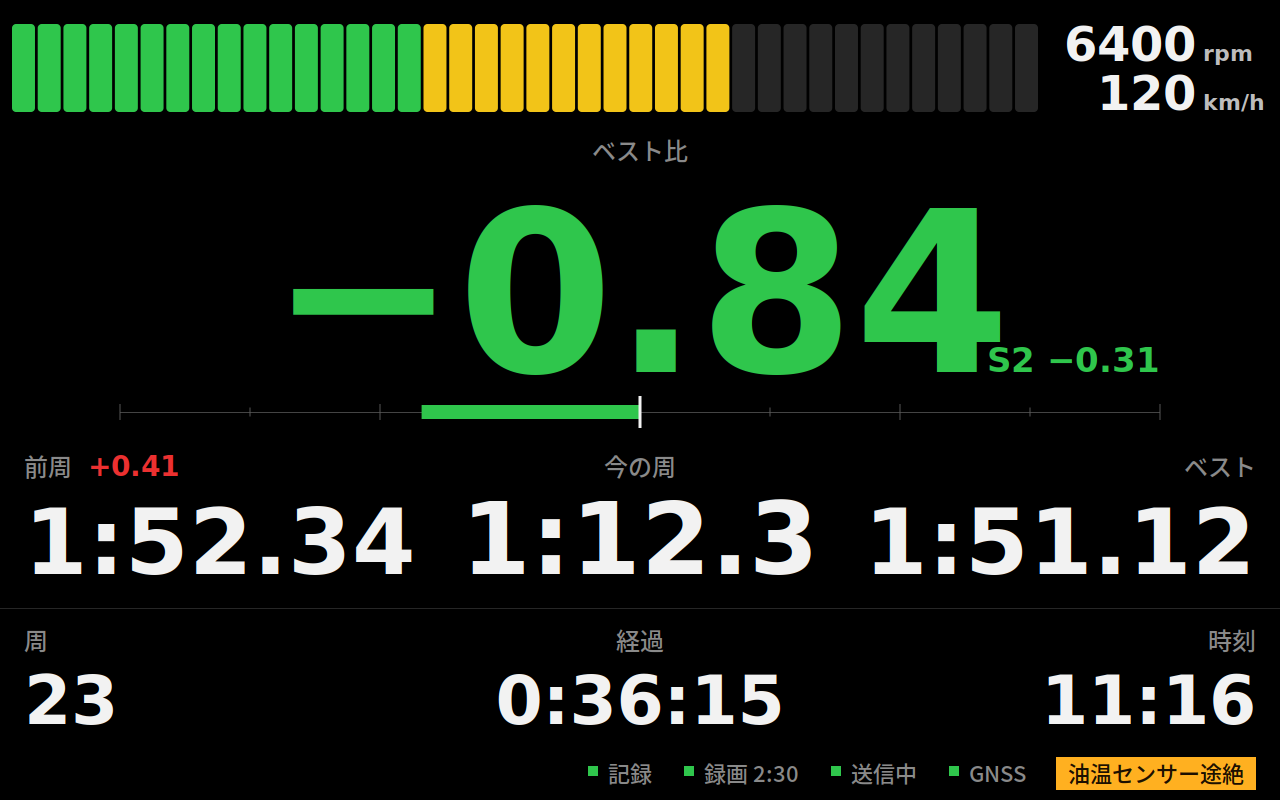 6400 rpm
120 km/h
ベスト比
−0.84
S2 −0.31
前周 +0.41 今の周 ベスト
1:52.34 1:12.3 1:51.12
周 経過 時刻
23 0:36:15 11:16
記録 録画 2:30 送信中 GNSS 油温センサー途絶